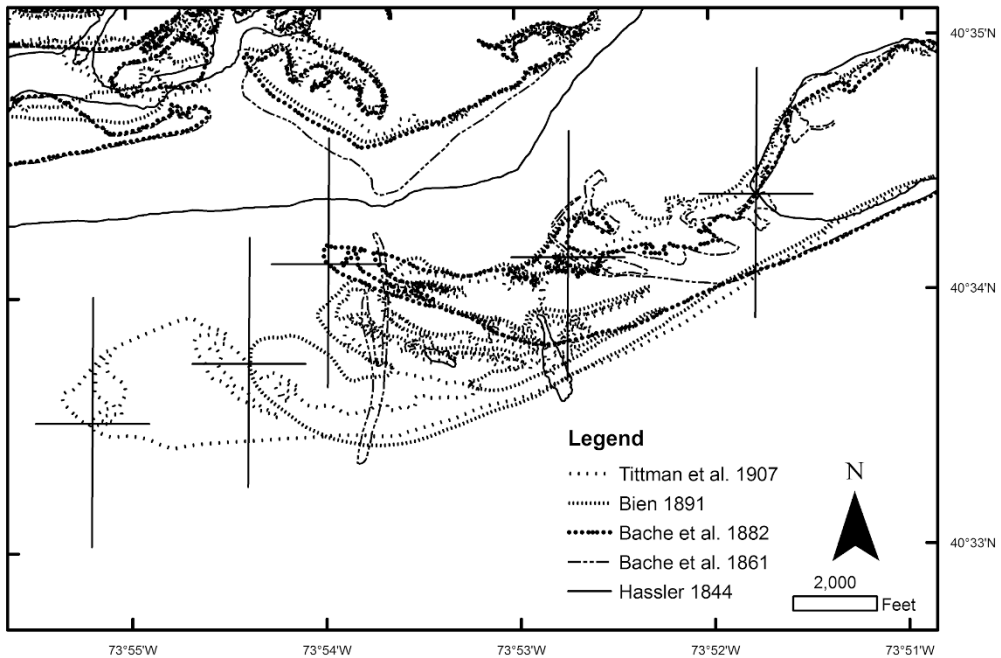 40°35'N
40°34'N
Legend
Tittman et al. 1907
Bien 1891
Bache et al. 1882
Bache et al. 1861
Hassler 1844
N
2,000
Feet
40°33'N
73°55'W
73°54'W
73°53'W
73°52'W
73°51'W